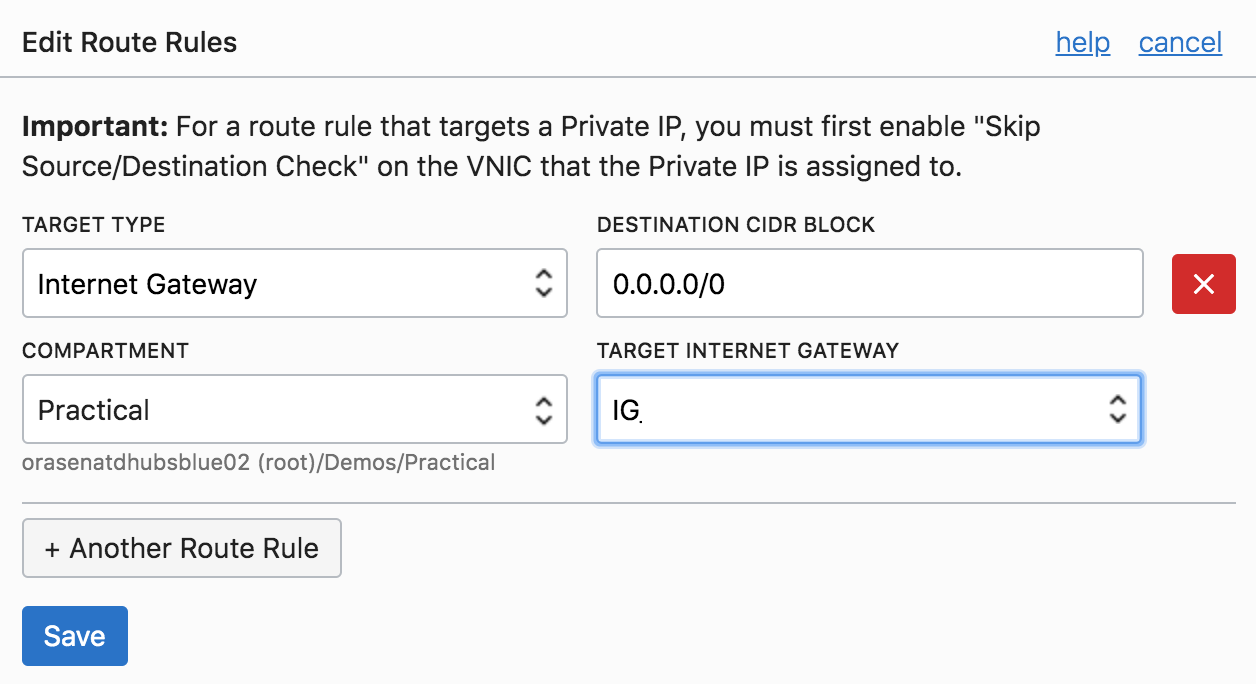 Edit Route Rules help cancel
Important: For a route rule that targets a Private IP, you must first enable "Skip
Source/Destination Check" on the VNIC that the Private IP is assigned to.
TARGET TYPE DESTINATION CIDR BLOCK
Internet Gateway 0.0.0.0/0
COMPARTMENT TARGET INTERNET GATEWAY
Practical IG.
orasenatdhubsblue02 (root)/Demos/Practical
+ Another Route Rule
Save